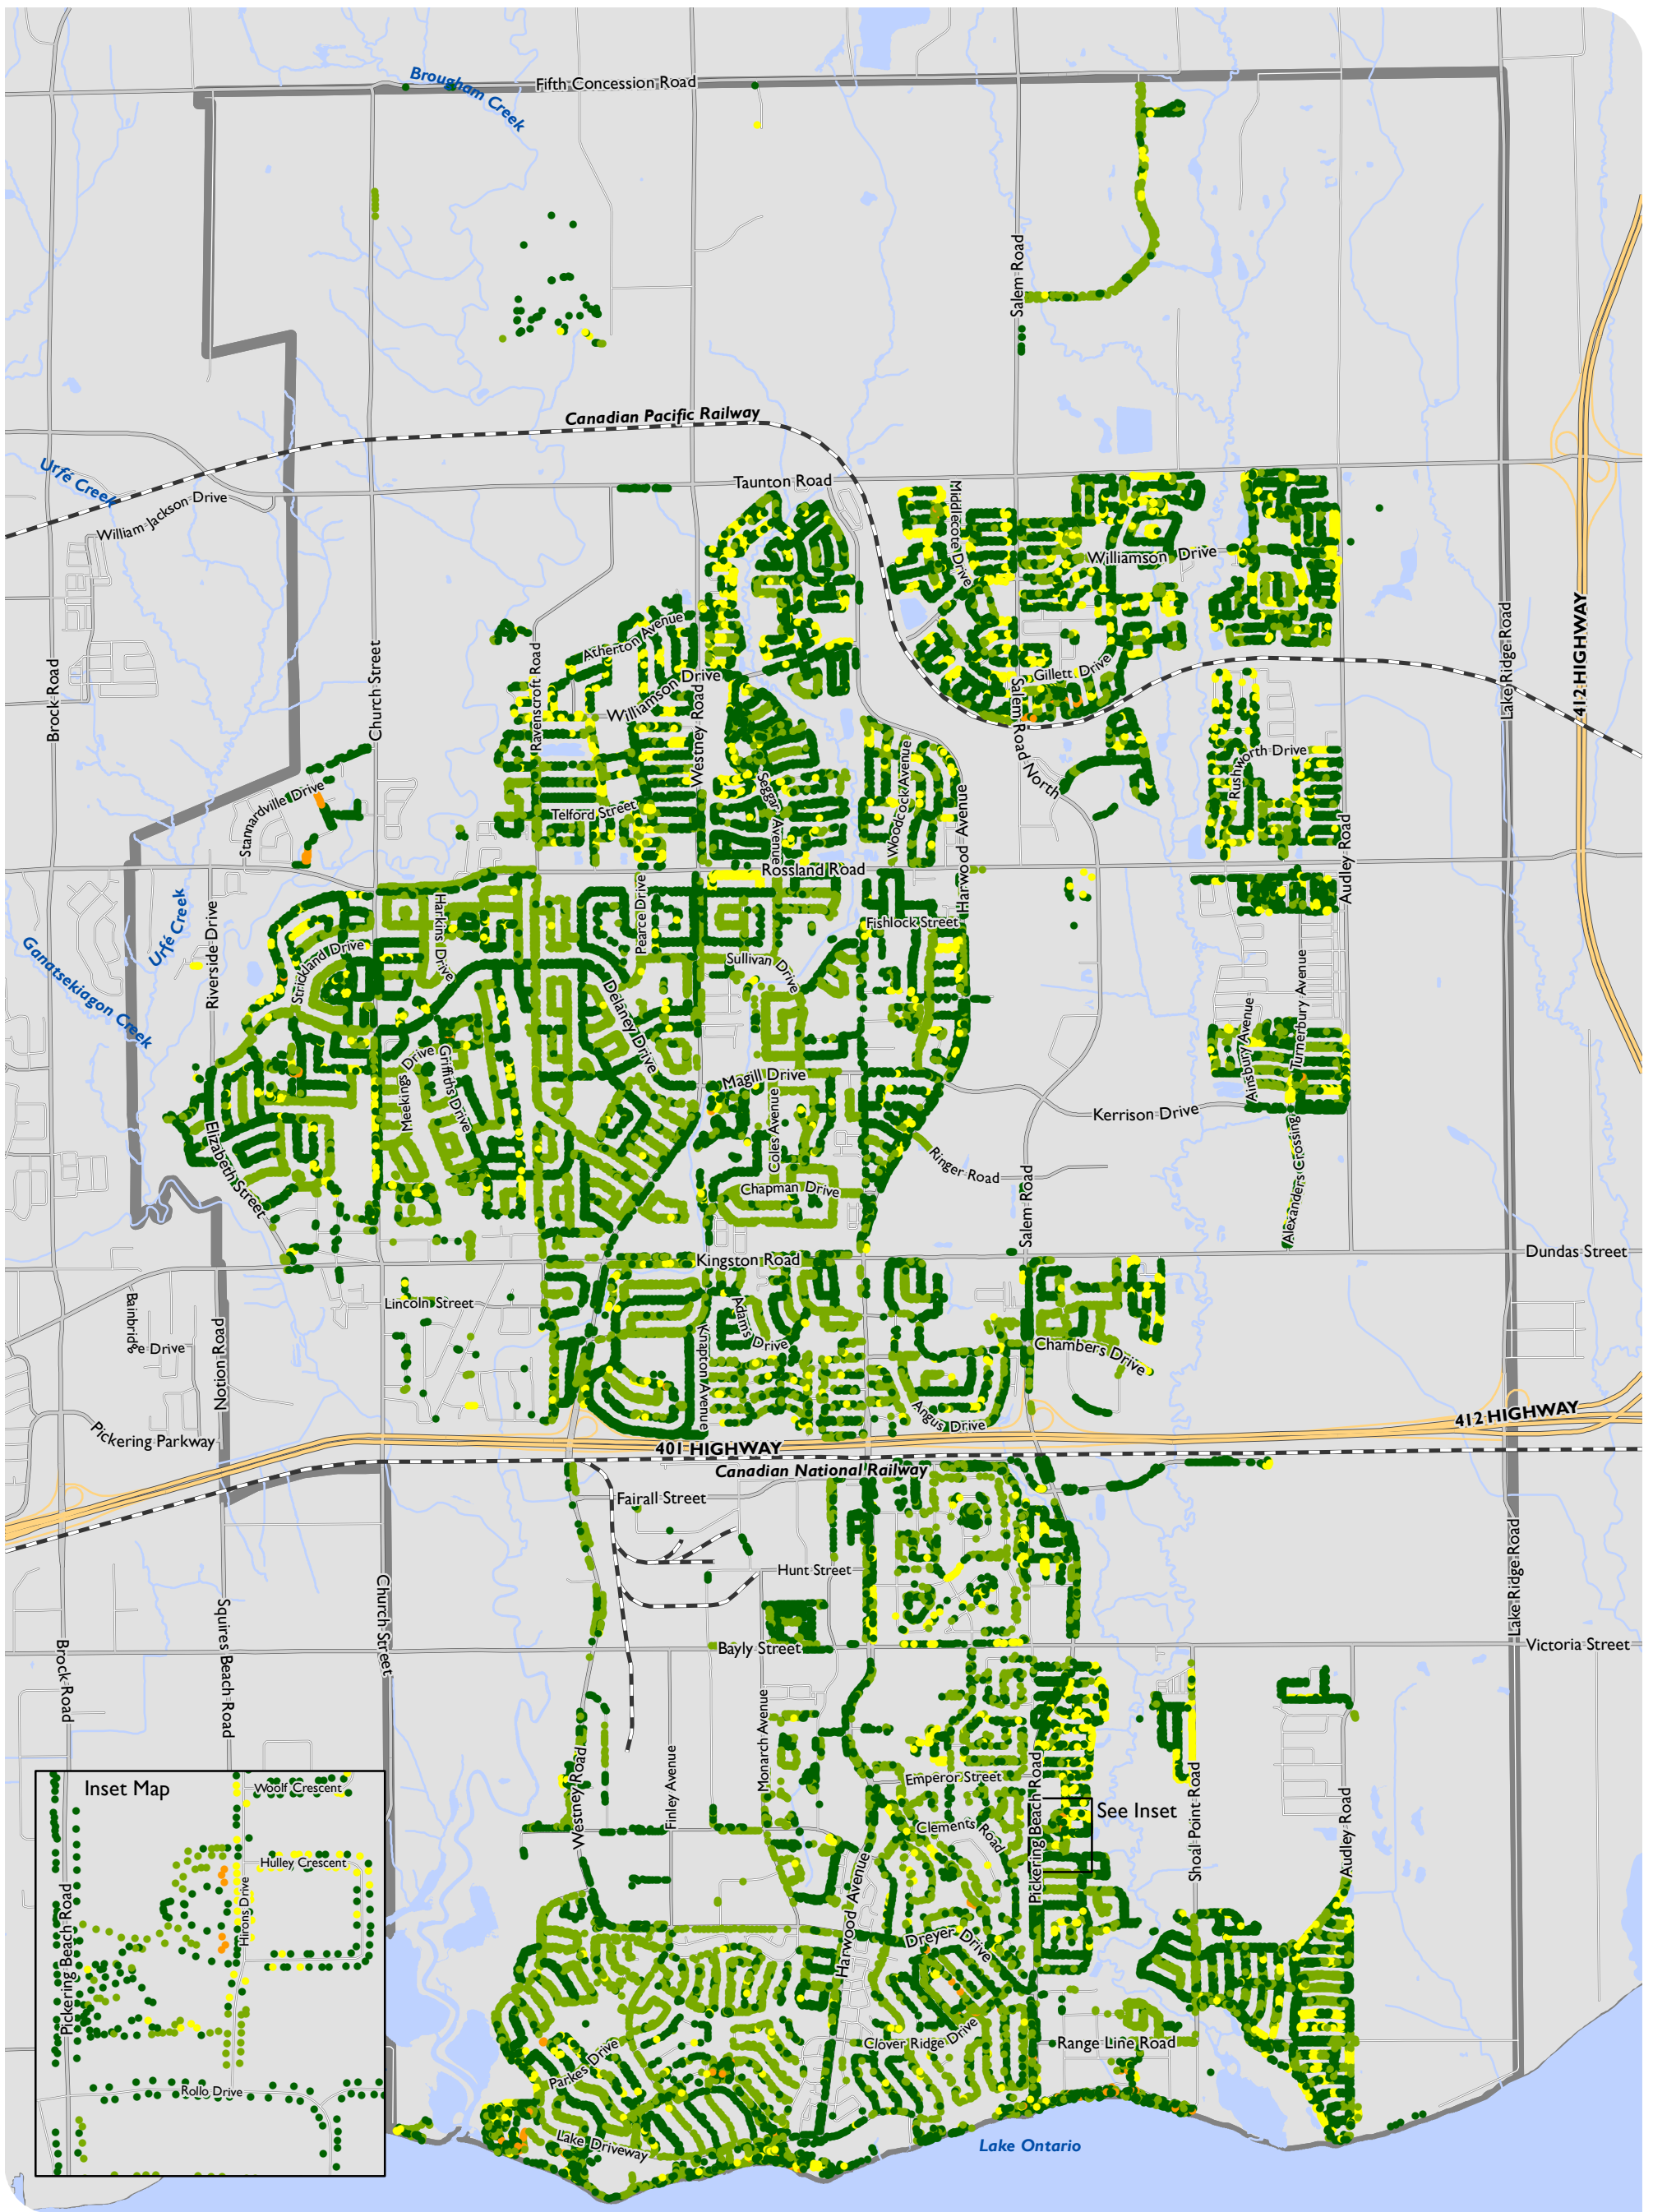 Fifth Concession Road
Brougham Creek
Salem Road
Canadian Pacific Railway
Urfé Creek
William Jackson Drive
Taunton Road
Middlecote Drive
Williamson Drive
Brock Road
Church Street
Ravenscroft Road
Atherton Avenue
Williamson Drive
Westney Road
Gillett Drive
Salem Road North
Lake Ridge Road
412 HIGHWAY
Stannardville Drive
Telford Street
Seggar Avenue
Woodcock Avenue
Harwood Avenue
Rushworth Drive
Audley Road
Rossland Road
Urfé Creek
Ganatsekiagon Creek
Riverside Drive
Strickland Drive
Harkins Drive
Pearce Drive
Fishlock Street
Sullivan Drive
Delaney Drive
Meekings Drive
Griffiths Drive
Magill Drive
Coles Avenue
Ainsbury Avenue
Turnerbury Avenue
Kerrison Drive
Elizabeth Street
Chapman Drive
Ringer Road
Salem Road
Alexanders Crossing
Kingston Road
Dundas Street
Bainbridge Drive
Notion Road
Lincoln Street
Adams Drive
Knapton Avenue
Chambers Drive
Angus Drive
Pickering Parkway
401 HIGHWAY
412 HIGHWAY
Canadian National Railway
Fairall Street
Hunt Street
Church Street
Squires Beach Road
Brock Road
Lake Ridge Road
Bayly Street
Victoria Street
Westney Road
Finley Avenue
Monarch Avenue
Emperor Street
Clements Road
Pickering Beach Road
See Inset
Shoal Point Road
Audley Road
Harwood Avenue
Dreyer Drive
Clover Ridge Drive
Range Line Road
Parkes Drive
Lake Driveway
Lake Ontario
Inset Map
Woolf Crescent
Hulley Crescent
Hirons Drive
Pickering Beach Road
Rollo Drive